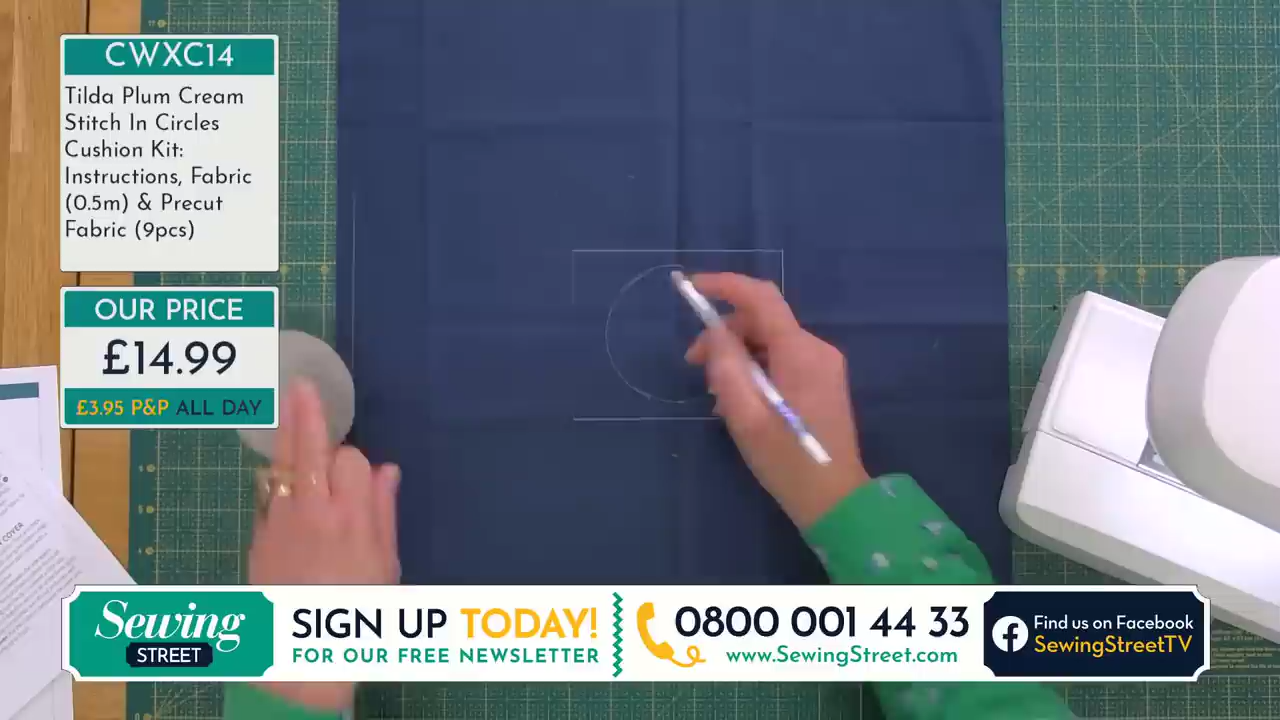 CWXC14
Tilda Plum Cream
Stitch In Circles
Cushion Kit:
Instructions, Fabric
(0.5m) & Precut
Fabric (9pcs)
OUR PRICE
£14.99
£3.95 P&P ALL DAY
COVER
Sewing
STREET
SIGN UP TODAY!
FOR OUR FREE NEWSLETTER
0800 001 44 33
www.SewingStreet.com
Find us on Facebook
SewingStreetTV